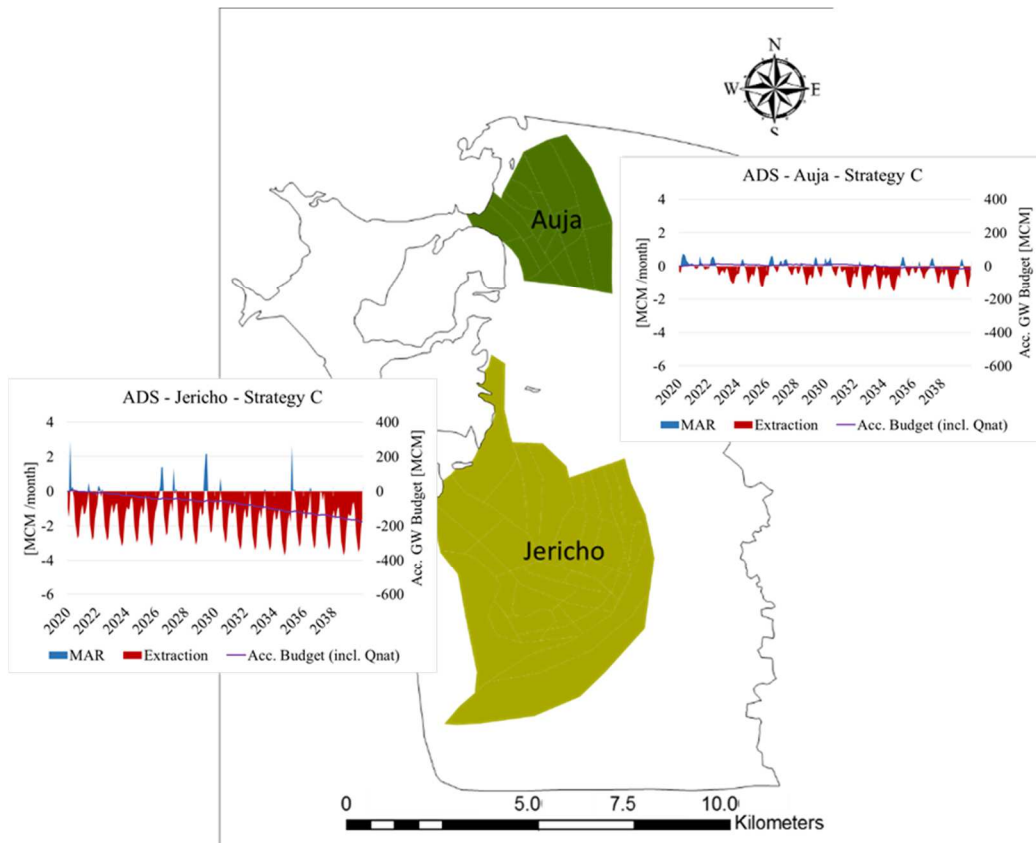 N
W E
S
Auja
ADS - Auja - Strategy C
4 400
2 200
0 0
-2 -200
-4 -400
-6 -600
[MCM /month]
Acc. GW Budget [MCM]
2020 2022 2024 2026 2028 2030 2032 2034 2036 2038
MAR Extraction Acc. Budget (incl. Qnat)
ADS - Jericho - Strategy C
4 400
2 200
0 0
-2 -200
-4 -400
-6 -600
[MCM /month]
Acc. GW Budget [MCM]
2020 2022 2024 2026 2028 2030 2032 2034 2036 2038
MAR Extraction Acc. Budget (incl. Qnat)
Jericho
0 5.0 7.5 10.0
Kilometers